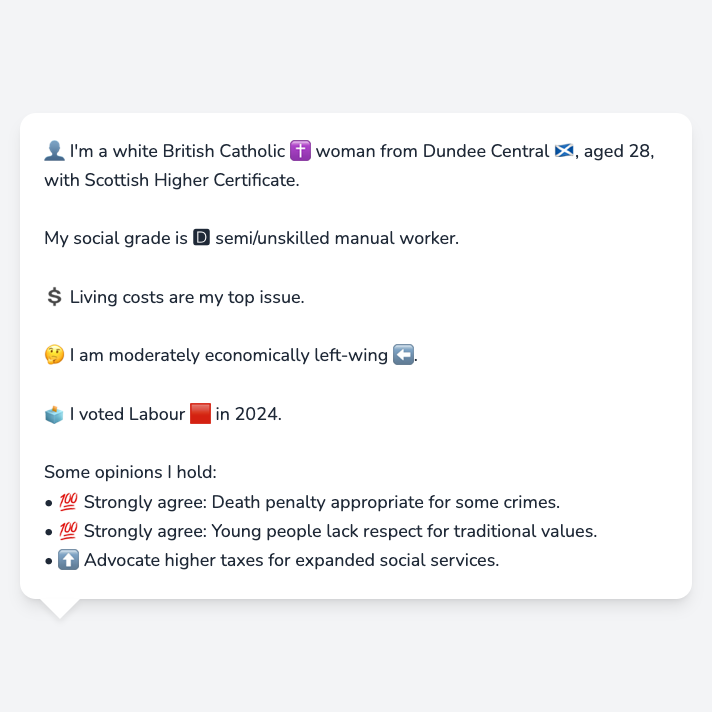 👤 I'm a white British Catholic ✝️ woman from Dundee Central 🏴󠁧󠁢󠁳󠁣󠁴󠁿, aged 28,
with Scottish Higher Certificate.
My social grade is 🅳 semi/unskilled manual worker.
💲 Living costs are my top issue.
🤔 I am moderately economically left-wing ⬅️.
🗳️ I voted Labour 🟥 in 2024.
Some opinions I hold:
• 💯 Strongly agree: Death penalty appropriate for some crimes.
• 💯 Strongly agree: Young people lack respect for traditional values.
• ⬆️ Advocate higher taxes for expanded social services.